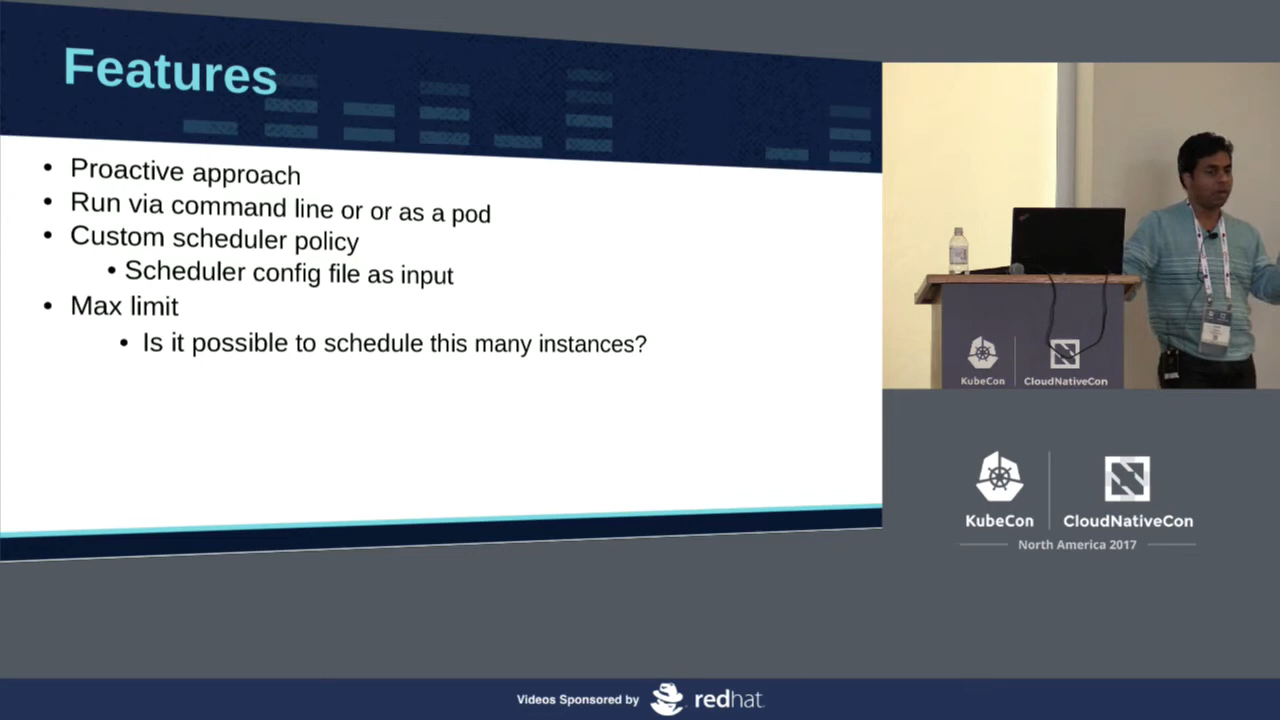 Features
• Proactive approach
• Run via command line or or as a pod
• Custom scheduler policy
• Scheduler config file as input
• Max limit
• Is it possible to schedule this many instances?
KubeCon
CloudNativeCon
KubeCon
CloudNativeCon
North America 2017
Videos Sponsored by redhat.